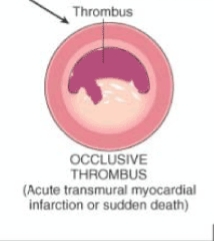 Thrombus
OCCLUSIVE
THROMBUS
(Acute transmural myocardial
infarction or sudden death)